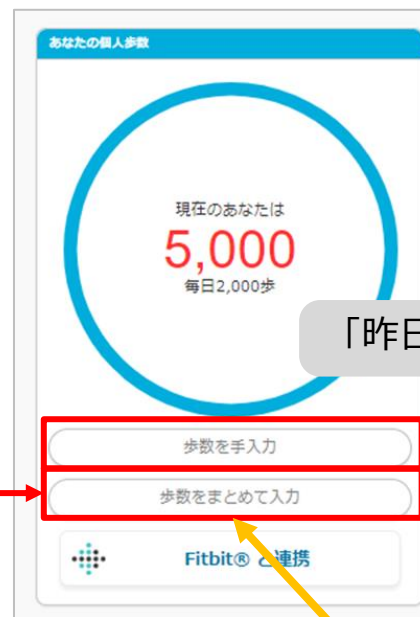 あなたの個人歩数
現在のあなたは
5,000
毎日2,000歩
「昨日
歩数を手入力
歩数をまとめて入力
Fitbit® と連携